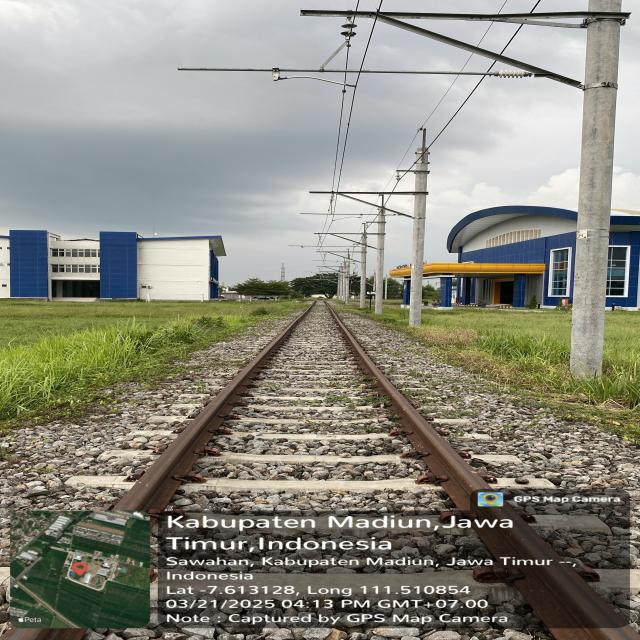 GPS Map Camera
Kabupaten Madiun,Jawa
Timur,Indonesia
Sawahan, Kabupaten Madiun, Jawa Timur --,
Indonesia
Lat -7.613128, Long 111.510854
03/21/2025 04:13 PM GMT+07:00
Note : Captured by GPS Map Camera
Peta